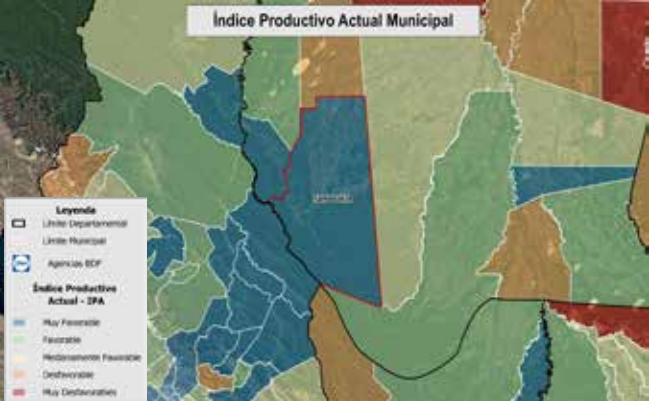 Índice Productivo Actual Municipal
Leyenda
Límite Departamental
Límite Municipal
Agencias BDP
Índice Productivo
Actual - IPA
Muy Favorable
Favorable
Medianamente Favorable
Desfavorable
Muy Desfavorables